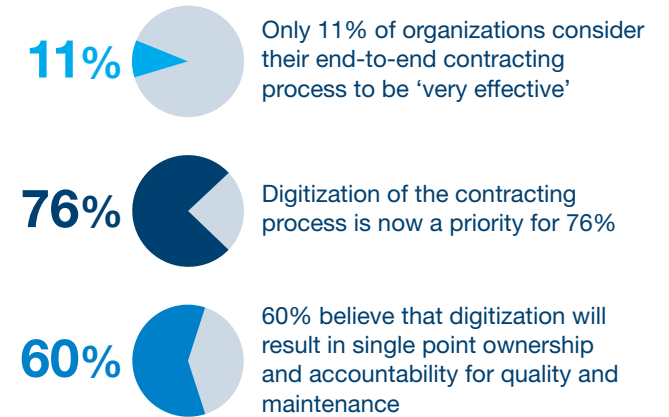 11%
Only 11% of organizations consider
their end-to-end contracting
process to be ‘very effective’
76%
Digitization of the contracting
process is now a priority for 76%
60%
60% believe that digitization will
result in single point ownership
and accountability for quality and
maintenance